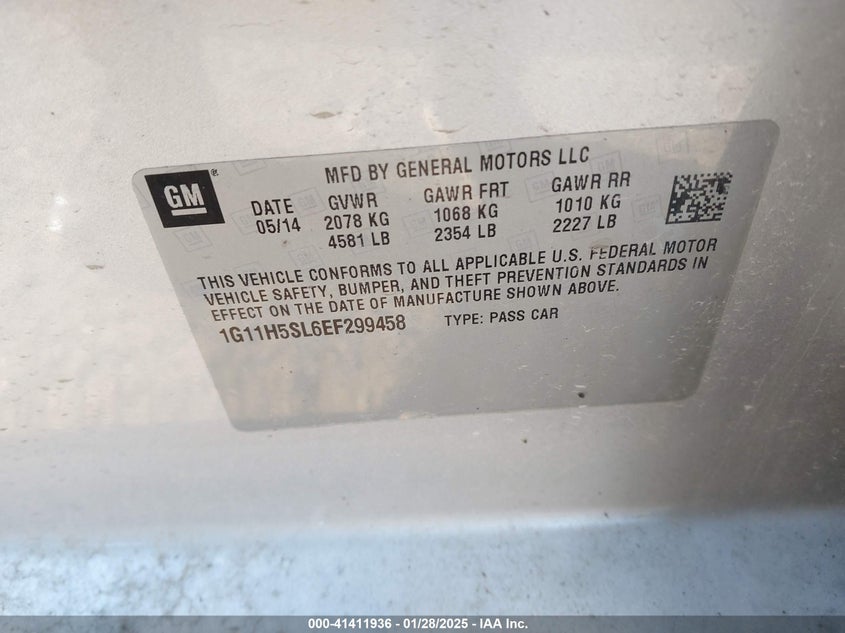 GM
MFD BY GENERAL MOTORS LLC
DATE GVWR GAWR FRT GAWR RR
05/14 2078 KG 1068 KG 1010 KG
4581 LB 2354 LB 2227 LB
THIS VEHICLE CONFORMS TO ALL APPLICABLE U.S. FEDERAL MOTOR
VEHICLE SAFETY, BUMPER, AND THEFT PREVENTION STANDARDS IN
EFFECT ON THE DATE OF MANUFACTURE SHOWN ABOVE.
1G11H5SL6EF299458 TYPE: PASS CAR
000-41411936 | 01/28/2025 | IAA Inc.